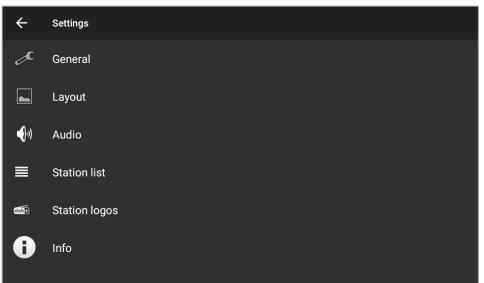 Settings
General
Layout
Audio
Station list
Station logos
Info